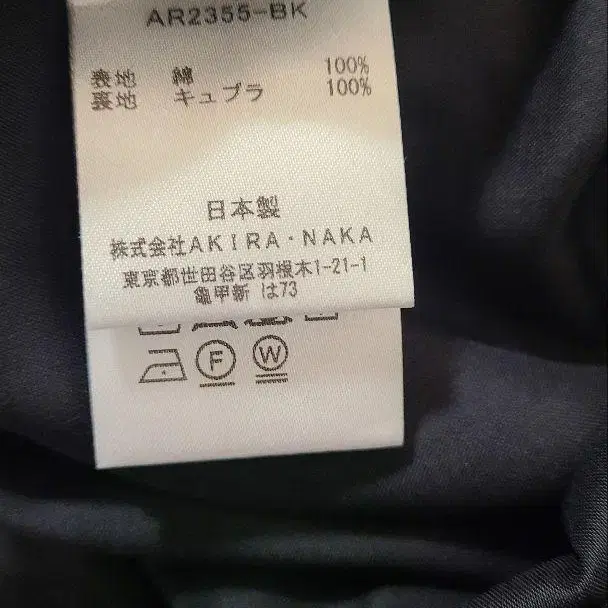 AR2355-BK
表地 綿 100%
裏地 キュプラ 100%
日本製
株式会社AKIRA・NAKA
東京都世田谷区羽根木1-21-1
亀甲新 は73
F W